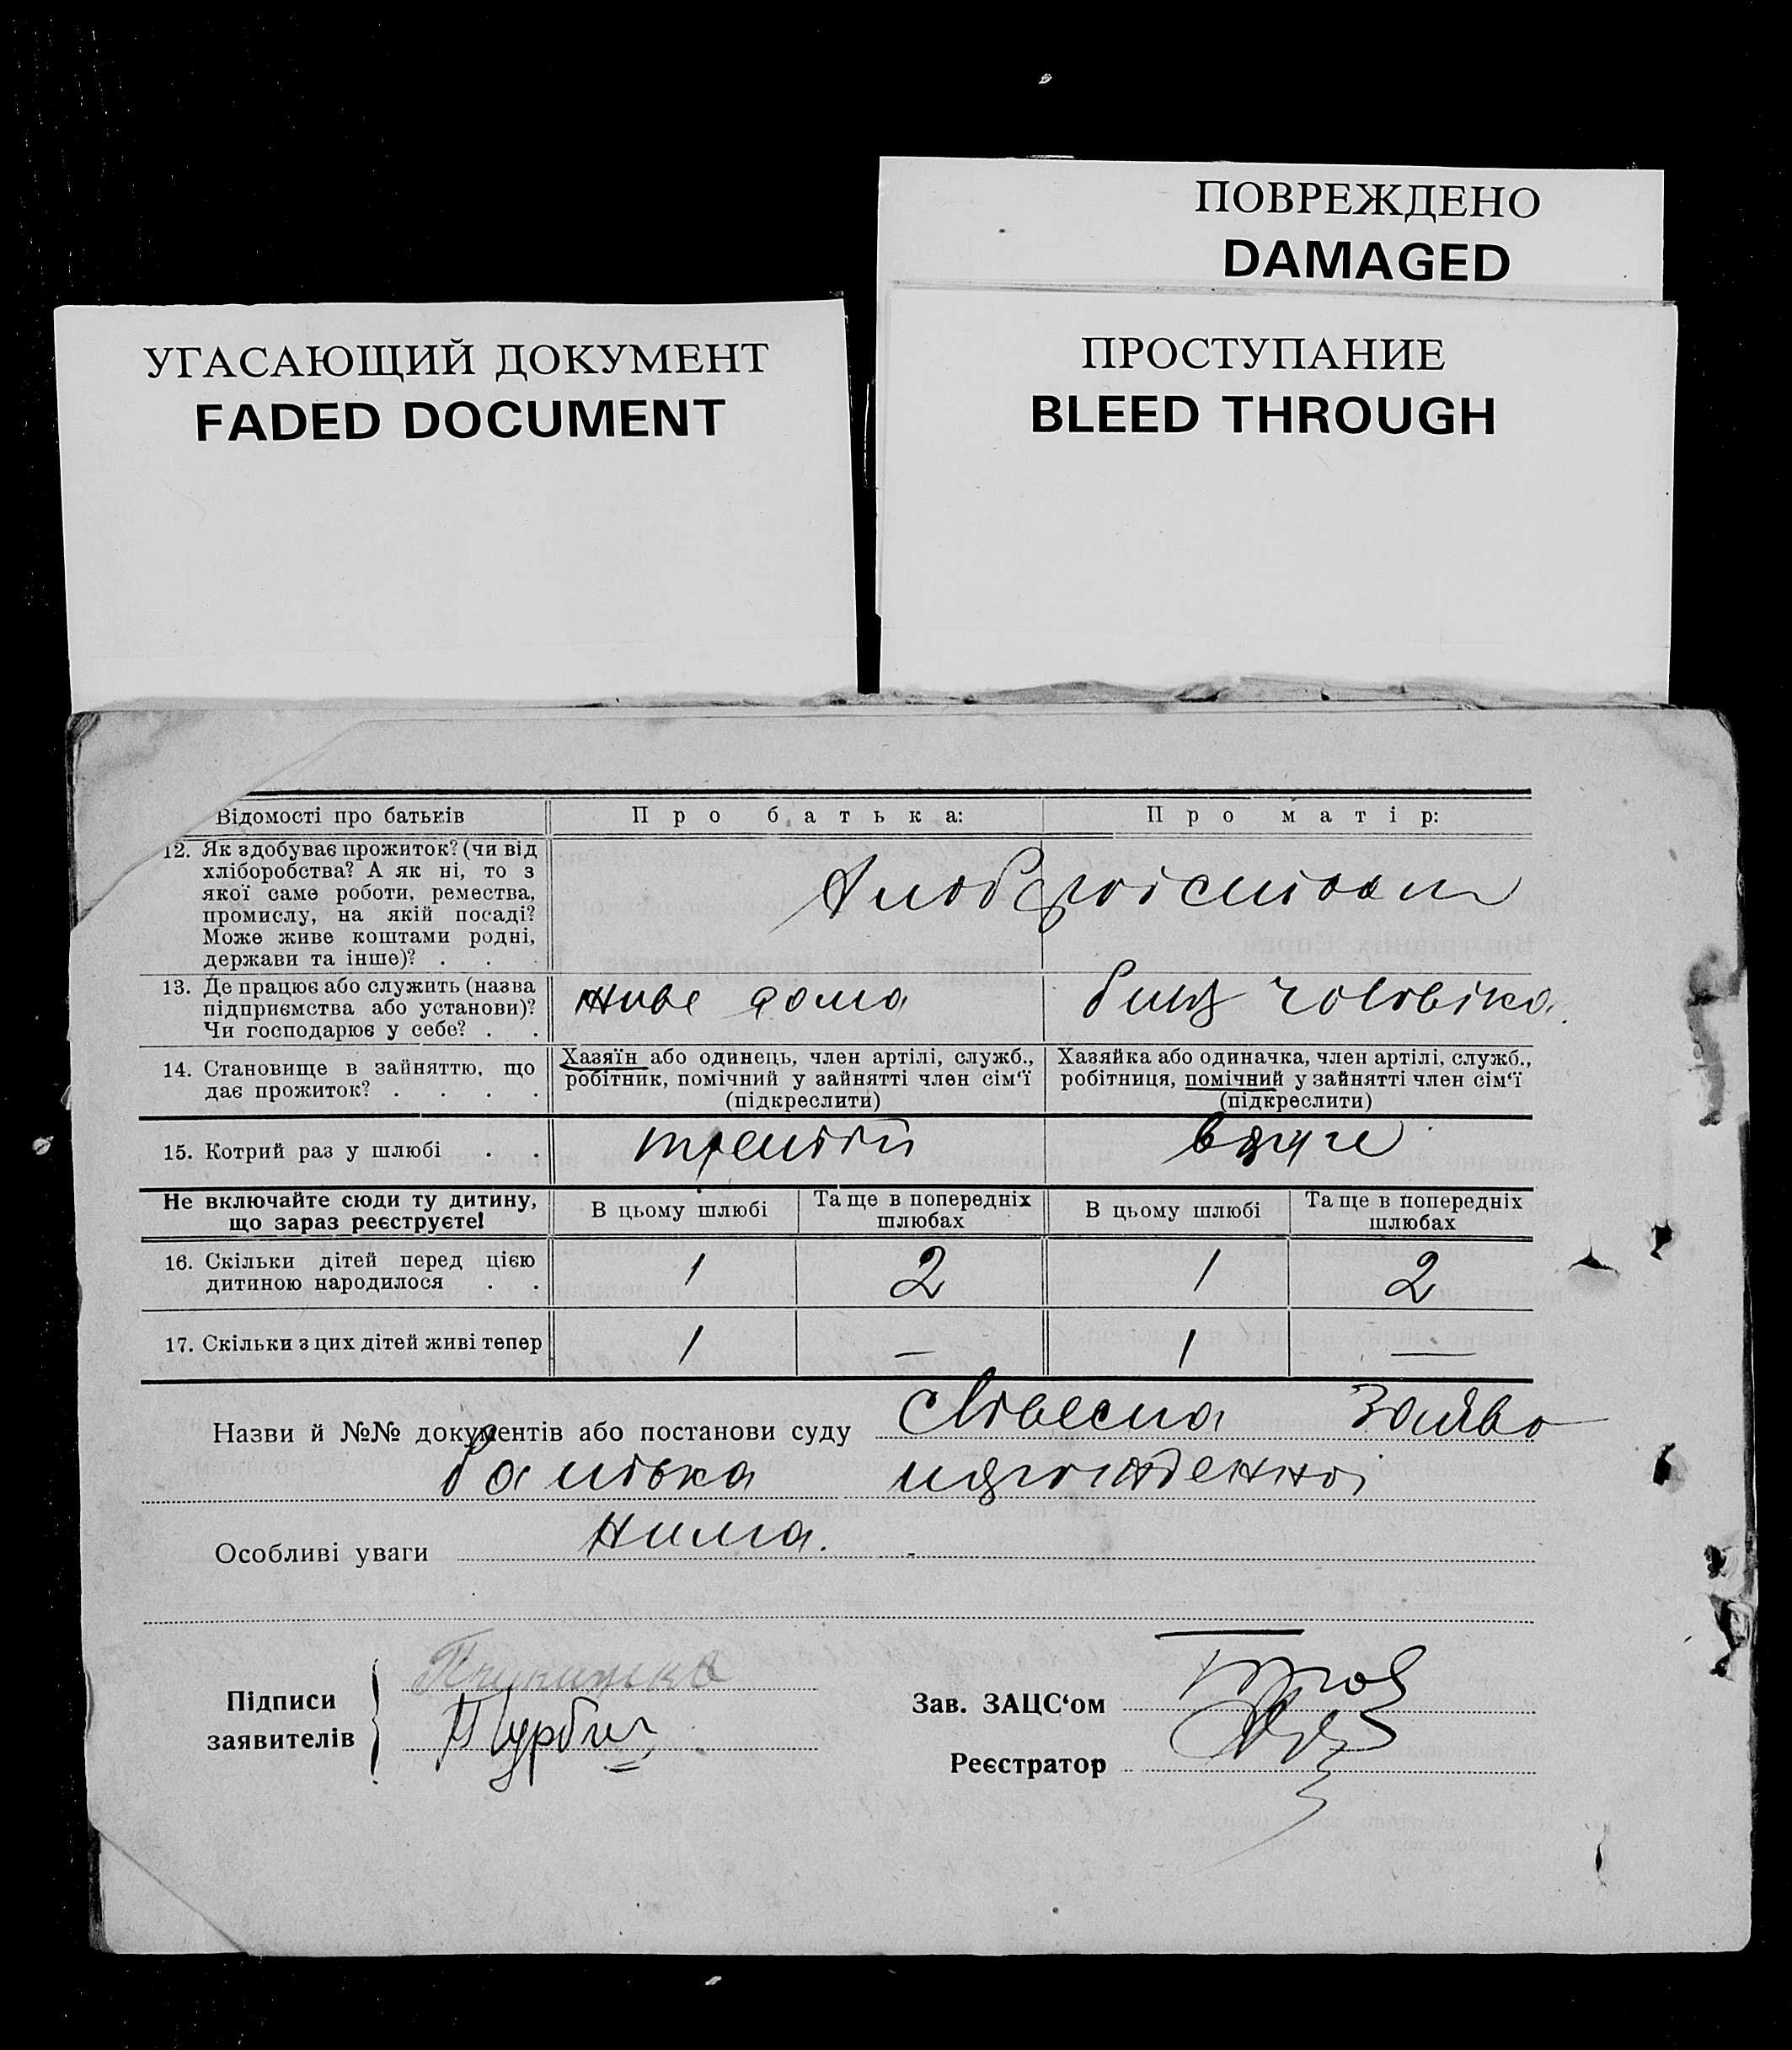 ПОВРЕЖДЕНО
DAMAGED
УГАСАЮЩИЙ ДОКУМЕНТ
FADED DOCUMENT
ПРОСТУПАНИЕ
BLEED THROUGH
Відомості про батьків
Про батька:
Про матір:
12. Як здобуває прожиток? (чи від
хліборобства? А як ні, то з
якої саме роботи, ремества,
промислу, на якій посаді?
Може живе коштами родні,
держави та інше)? . . .
13. Де працює або служить (назва
підприємства або установи)?
Чи господарює у себе? . .
живе дома
біля чоловіка.
14. Становище в зайняттю, що
дає прожиток? . . . .
Хазяїн або одинець, член артілі, служб.,
робітник, помічний у зайнятті член сім'ї
(підкреслити)
Хазяйка або одиначка, член артілі, служб.,
робітниця, помічний у зайнятті член сім'ї
(підкреслити)
15. Котрий раз у шлюбі . .
третій
вдруге
Не включайте сюди ту дитину,
що зараз реєструєте!
В цьому шлюбі
Та ще в попередніх
шлюбах
В цьому шлюбі
Та ще в попередніх
шлюбах
16. Скільки дітей перед цією
дитиною народилося . .
1
2
1
2
17. Скільки з цих дітей живі тепер
1
—
1
—
Назви й №№ документів або постанови суду Словесна Заява
батька
Особливі уваги Нима.
Підписи
заявителів
Зав. ЗАЦС'ом
Реєстратор